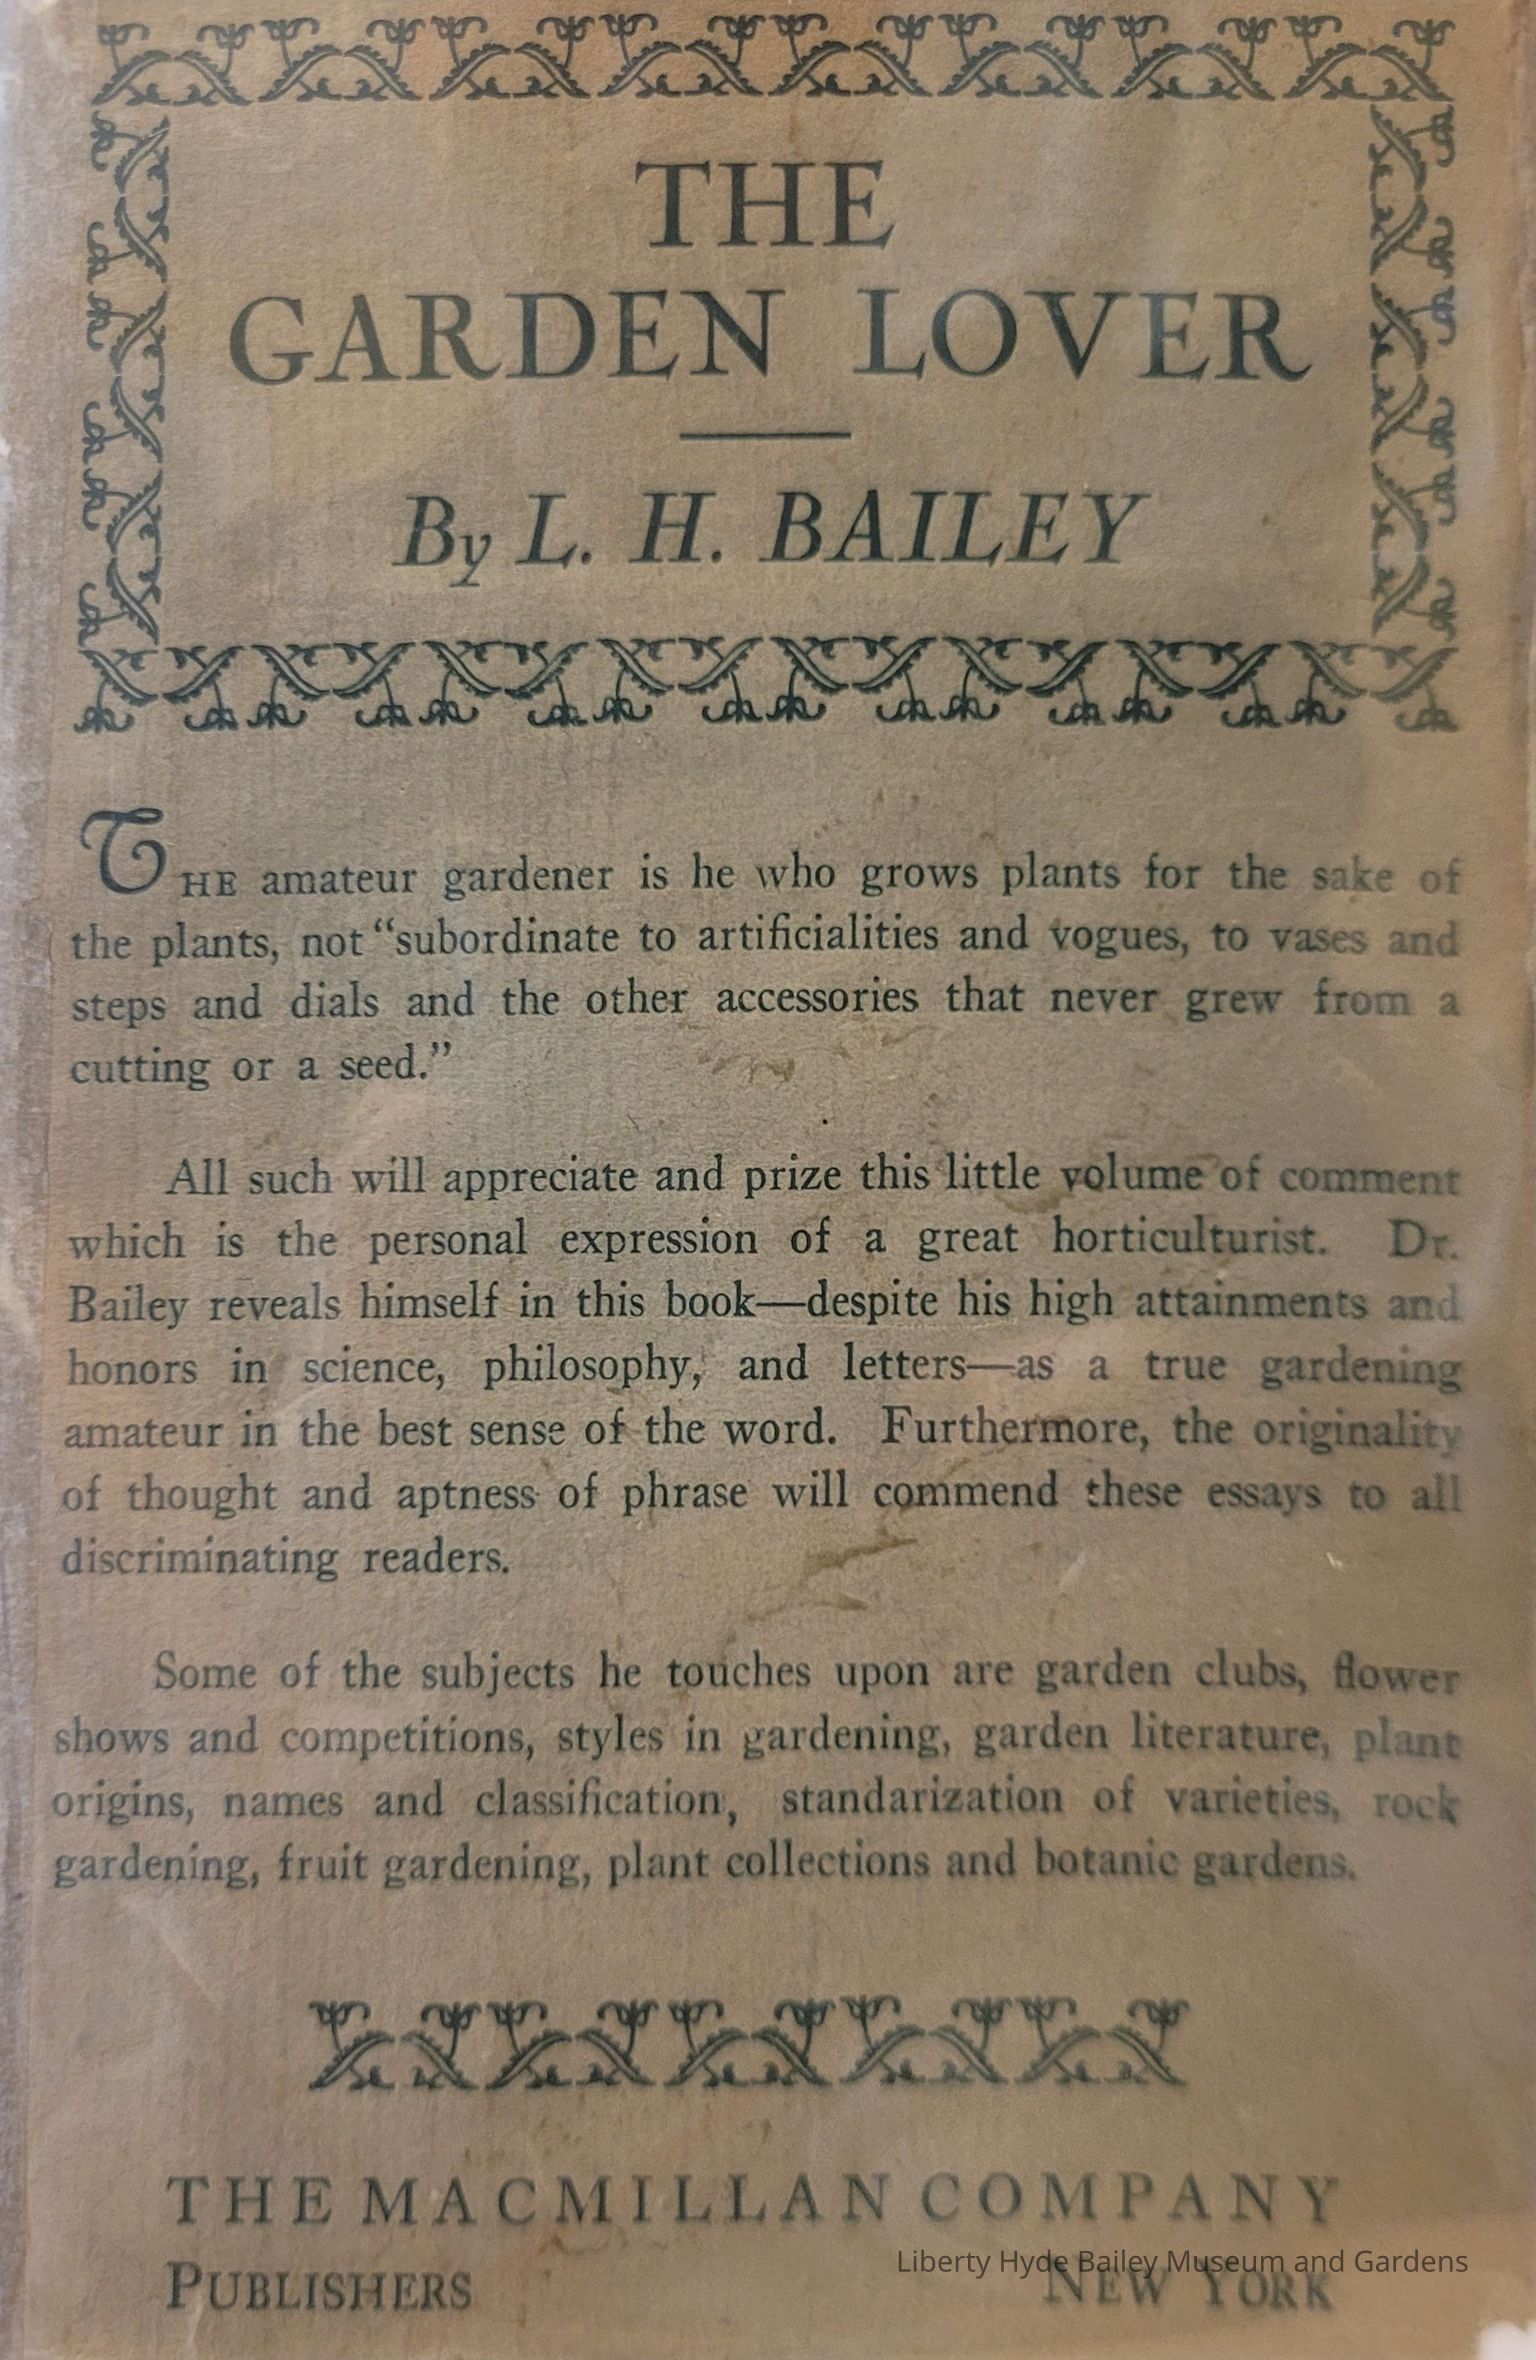 THE
GARDEN LOVER
By L. H. BAILEY
THE amateur gardener is he who grows plants for the sake of
the plants, not “subordinate to artificialities and vogues, to vases and
steps and dials and the other accessories that never grew from a
cutting or a seed.”
All such will appreciate and prize this little volume of comment
which is the personal expression of a great horticulturist. Dr.
Bailey reveals himself in this book—despite his high attainments and
honors in science, philosophy, and letters—as a true gardening
amateur in the best sense of the word. Furthermore, the originality
of thought and aptness of phrase will commend these essays to all
discriminating readers.
Some of the subjects he touches upon are garden clubs, flower
shows and competitions, styles in gardening, garden literature, plant
origins, names and classification, standarization of varieties, rock
gardening, fruit gardening, plant collections and botanic gardens.
THE MACMILLAN COMPANY
Liberty Hyde Bailey Museum and Gardens
PUBLISHERS NEW YORK